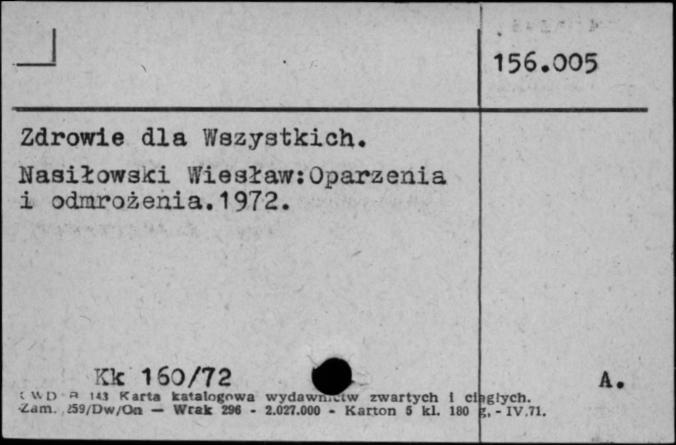 156.005
Zdrowie dla Wszystkich.
Nasiłowski Wiesław:Oparzenia
i odmrożenia.1972.
Kk 160/72
A.
143 Karta katalogowa wydawnictw zwartych i ciągłych.
Zam. 259/Dw/On — Wrak 296 - 2.027.000 - Karton 5 kl. 180 g, - IV.71.